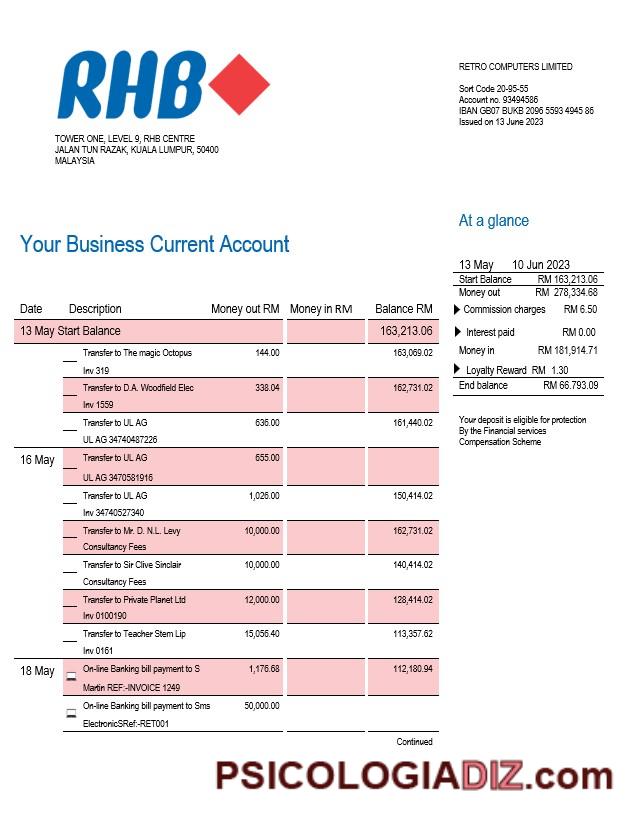 RHB
RETRO COMPUTERS LIMITED
Sort Code 20-95-55
Account no. 93494586
IBAN GB07 BUKB 2096 5593 4945 86
Issued on 13 June 2023
TOWER ONE, LEVEL 9, RHB CENTRE
JALAN TUN RAZAK, KUALA LUMPUR, 50400
MALAYSIA
At a glance
Your Business Current Account
13 May 10 Jun 2023
Start Balance RM 163,213.06
Money out RM 278,334.68
Commission charges RM 6.50
Interest paid RM 0.00
Money in RM 181,914.71
Loyalty Reward RM 1.30
End balance RM 66.793.09
Your deposit is eligible for protection
By the Financial services
Compensation Scheme
Date Description Money out RM Money in RM Balance RM
13 May Start Balance 163,213.06
Transfer to The magic Octopus 144.00 163,069.02
Inv 319
Transfer to D.A. Woodfield Elec 338.04 162,731.02
Inv 1559
Transfer to UL AG 636.00 161,440.02
UL AG 34740487226
16 May Transfer to UL AG 655.00
UL AG 3470581916
Transfer to UL AG 1,026.00 150,414.02
Inv 34740527340
Transfer to Mr. D. N.L. Levy 10,000.00 162,731.02
Consultancy Fees
Transfer to Sir Clive Sinclair 10,000.00 140,414.02
Consultancy Fees
Transfer to Private Planet Ltd 12,000.00 128,414.02
Inv 0100190
Transfer to Teacher Stem Lip 15,056.40 113,357.62
Inv 0161
18 May On-line Banking bill payment to S 1,176.68 112,180.94
Martin REF:-INVOICE 1249
On-line Banking bill payment to Sms 50,000.00
ElectronicSRef:-RET001
Continued
PSICOLOGIADIZ.com